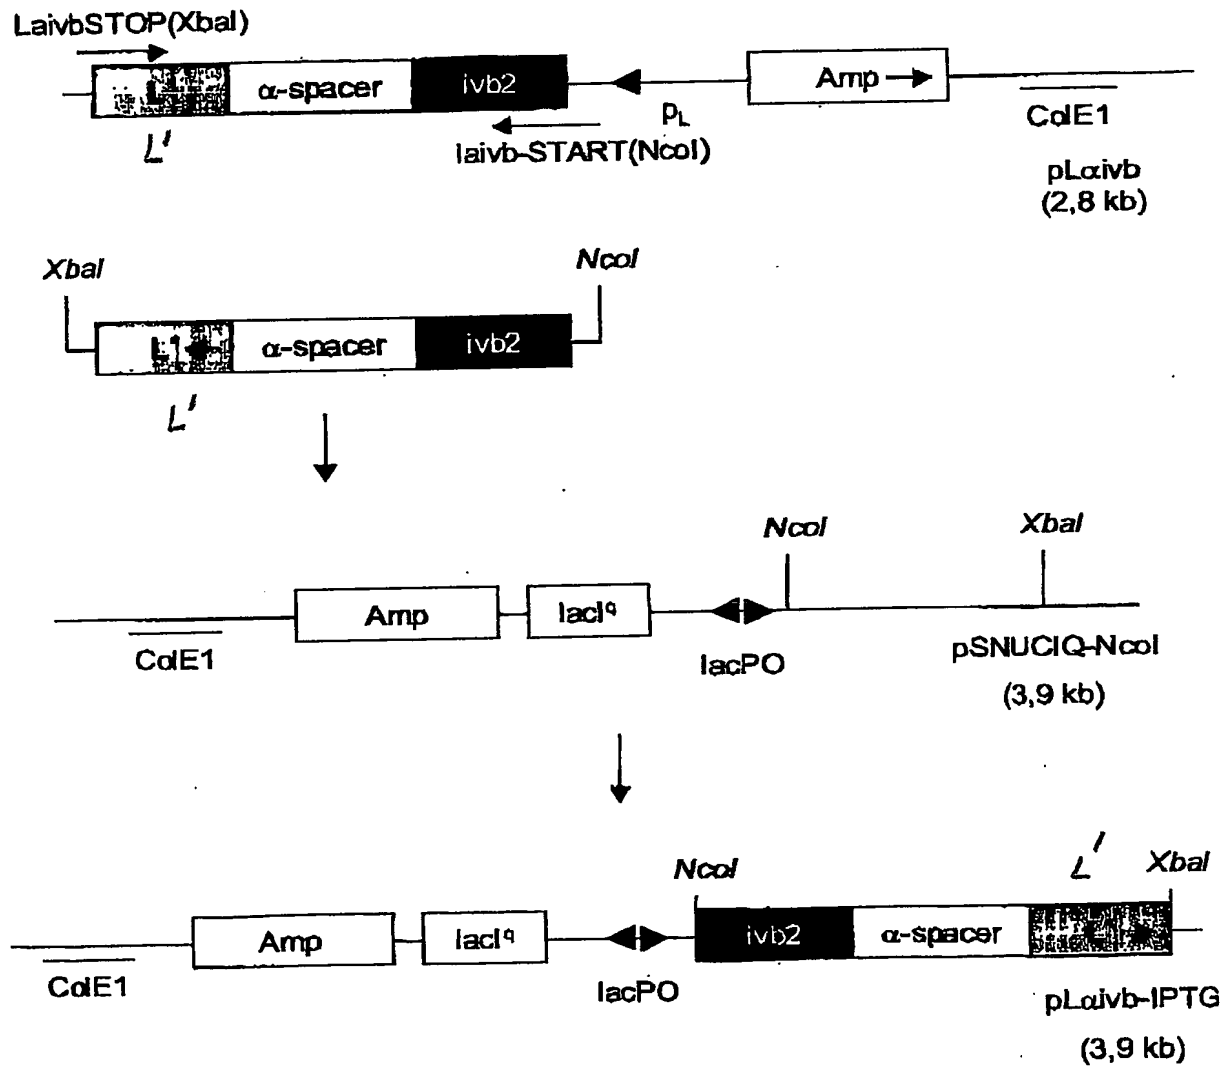 LaivbSTOP(XbaI)
α-spacer
ivb2
Amp
L'
pL
laivb-START(NcoI)
ColE1
pLαivb
(2,8 kb)
XbaI
NcoI
α-spacer
ivb2
L'
NcoI
XbaI
Amp
lacIq
ColE1
lacPO
pSNUCIQ-NcoI
(3,9 kb)
NcoI
L'
XbaI
Amp
lacIq
ivb2
α-spacer
ColE1
lacPO
pLαivb-IPTG
(3,9 kb)